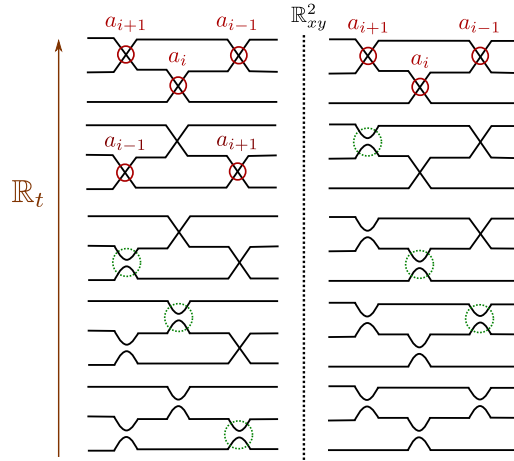 ℝ²_{xy}
a_{i+1} a_i a_{i-1} a_{i+1} a_i a_{i-1}
a_{i-1} a_{i+1}
ℝ_t